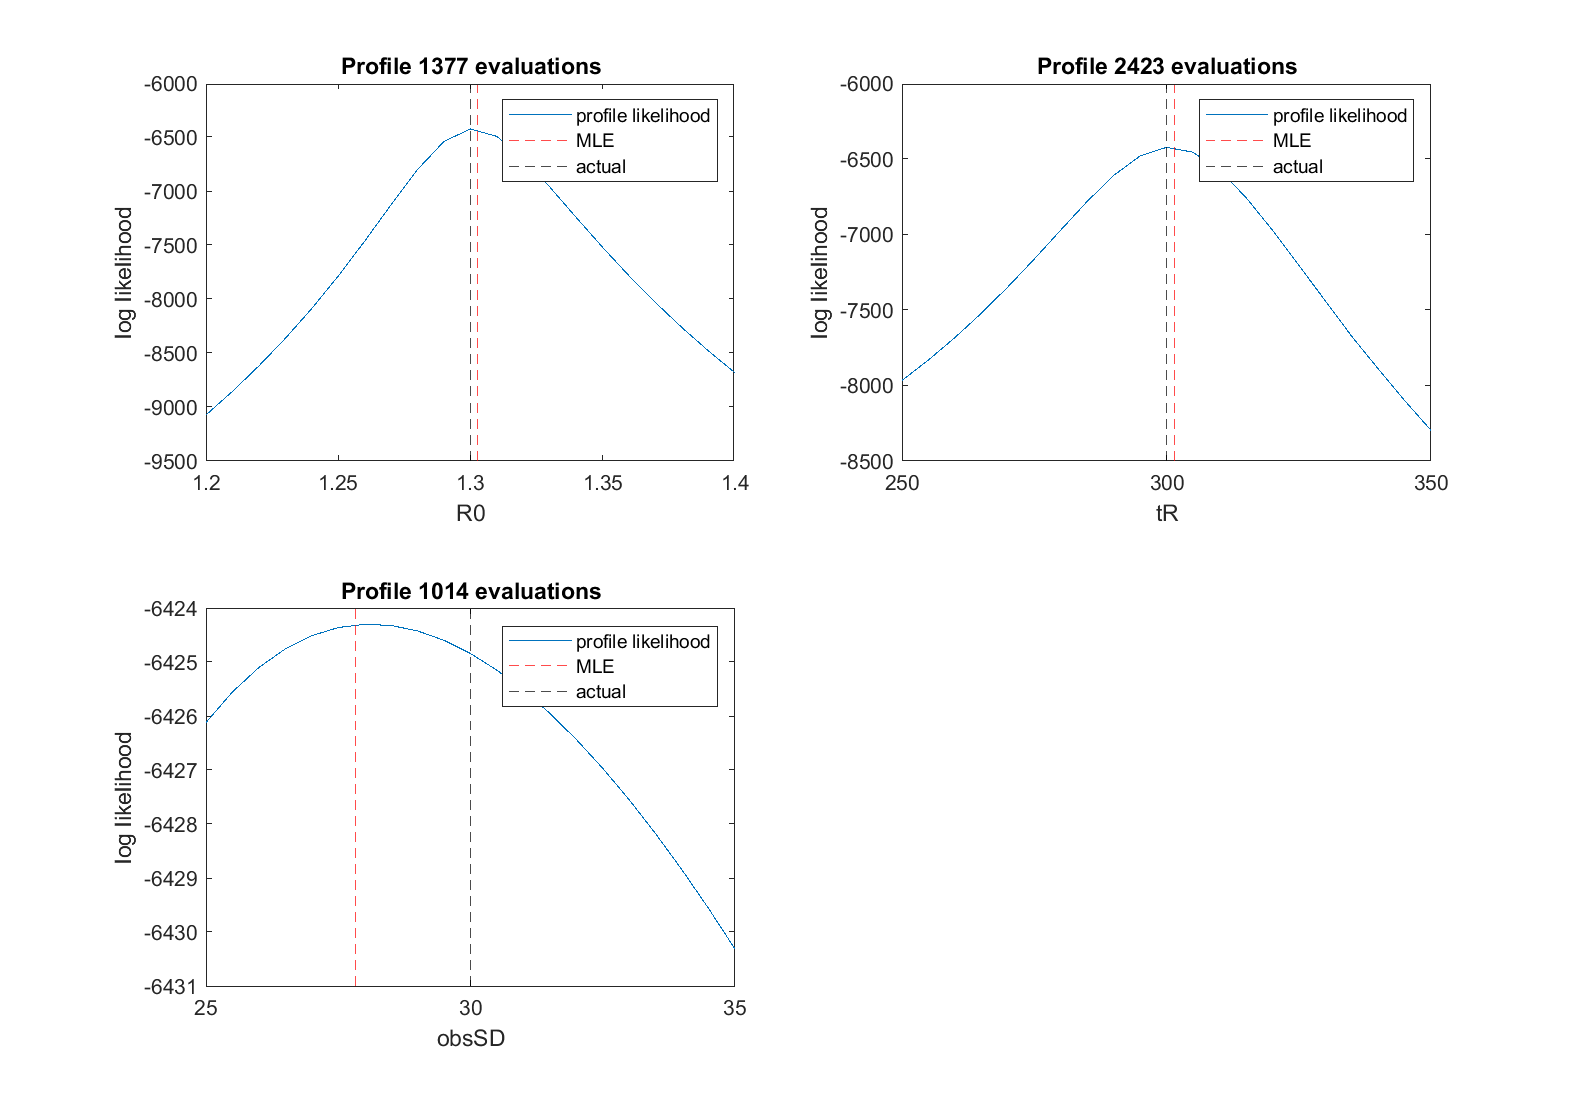 Profile 1377 evaluations
-6000
-6500
-7000
-7500
-8000
-8500
-9000
-9500
log likelihood
1.2
1.25
1.3
1.35
1.4
R0
profile likelihood
MLE
actual
Profile 2423 evaluations
-6000
-6500
-7000
-7500
-8000
-8500
log likelihood
250
300
350
tR
profile likelihood
MLE
actual
Profile 1014 evaluations
-6424
-6425
-6426
-6427
-6428
-6429
-6430
-6431
log likelihood
25
30
35
obsSD
profile likelihood
MLE
actual